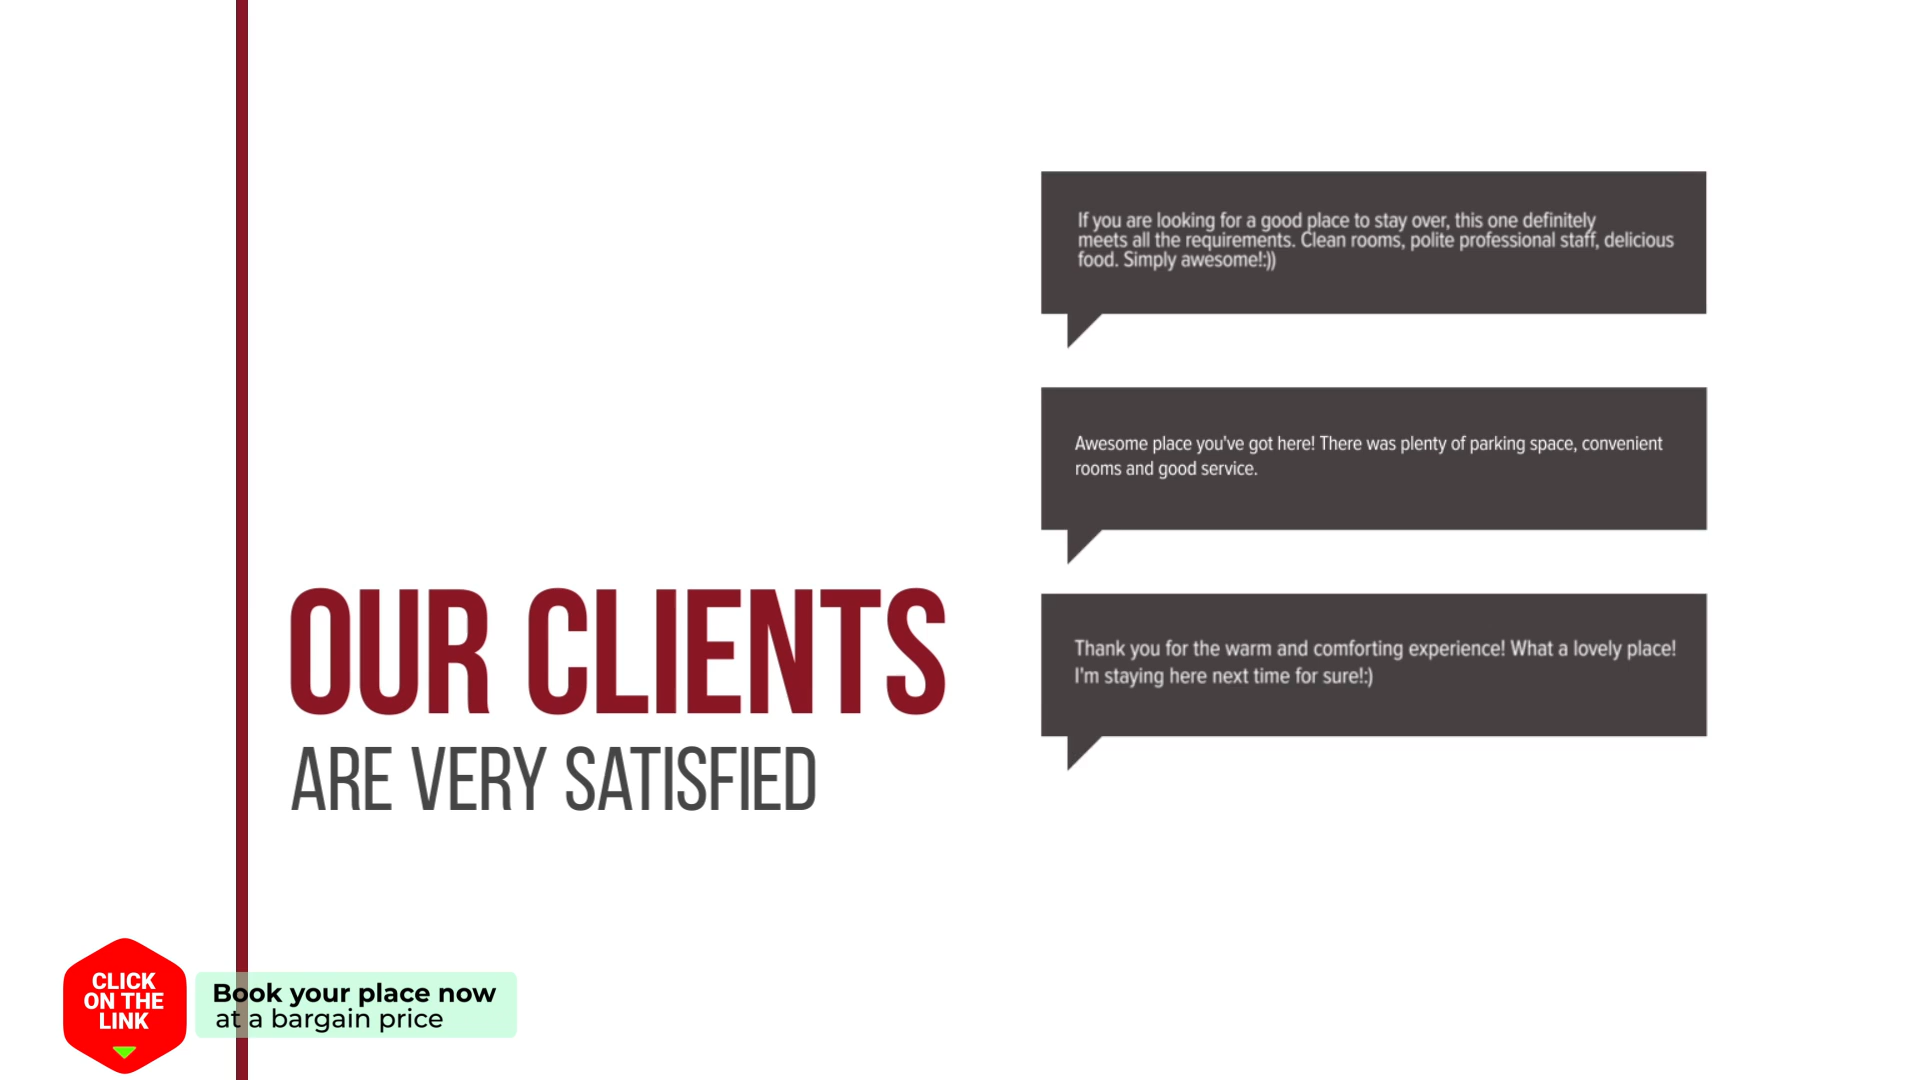 If you are looking for a good place to stay over, this one definitely
meets all the requirements. Clean rooms, polite professional staff, delicious
food. Simply awesome!:))
Awesome place you've got here! There was plenty of parking space, convenient
rooms and good service.
Thank you for the warm and comforting experience! What a lovely place!
I'm staying here next time for sure!:)
OUR CLIENTS
ARE VERY SATISFIED
CLICK
ON THE
LINK
Book your place now
at a bargain price